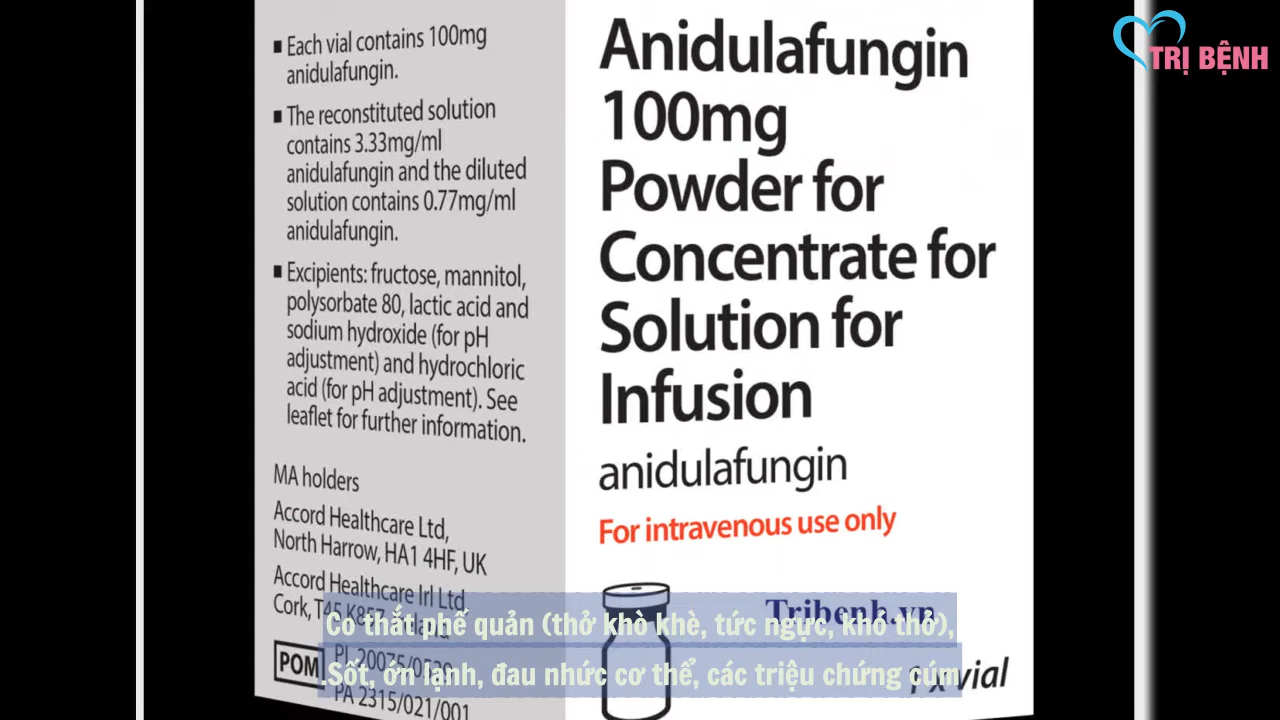 ■ Each vial contains 100mg
anidulafungin.
■ The reconstituted solution
contains 3.33mg/ml
anidulafungin and the diluted
solution contains 0.77mg/ml
anidulafungin.
■ Excipients: fructose, mannitol,
polysorbate 80, lactic acid and
sodium hydroxide (for pH
adjustment) and hydrochloric
acid (for pH adjustment). See
leaflet for further information.
MA holders
Accord Healthcare Ltd,
North Harrow, HA1 4HF, UK
Accord Healthcare Irl Ltd
Cork,
POM
PA 2315/021/001
Anidulafungin
100mg
Powder for
Concentrate for
Solution for
Infusion
anidulafungin
For intravenous use only
1 x vial
Tribenh.vn
TRỊ BỆNH
Co thắt phế quản (thở khò khè, tức ngực, khó thở),
.Sốt, ớn lạnh, đau nhức cơ thể, các triệu chứng cúm